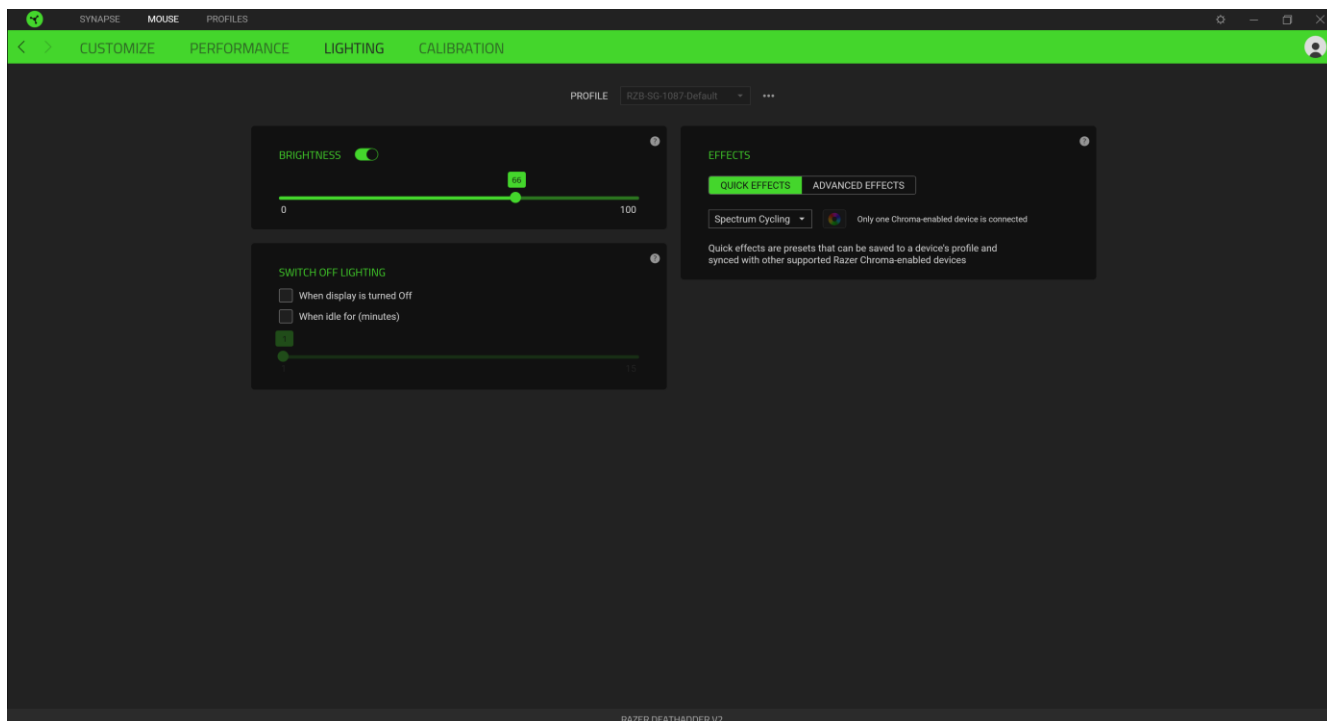 SYNAPSE MOUSE PROFILES
CUSTOMIZE PERFORMANCE LIGHTING CALIBRATION
PROFILE RZB-SG-1087-Default
BRIGHTNESS
66
0 100
SWITCH OFF LIGHTING
When display is turned Off
When idle for (minutes)
1
1 15
EFFECTS
QUICK EFFECTS ADVANCED EFFECTS
Spectrum Cycling Only one Chroma-enabled device is connected
Quick effects are presets that can be saved to a device's profile and
synced with other supported Razer Chroma-enabled devices
RAZER DEATHADDER V2